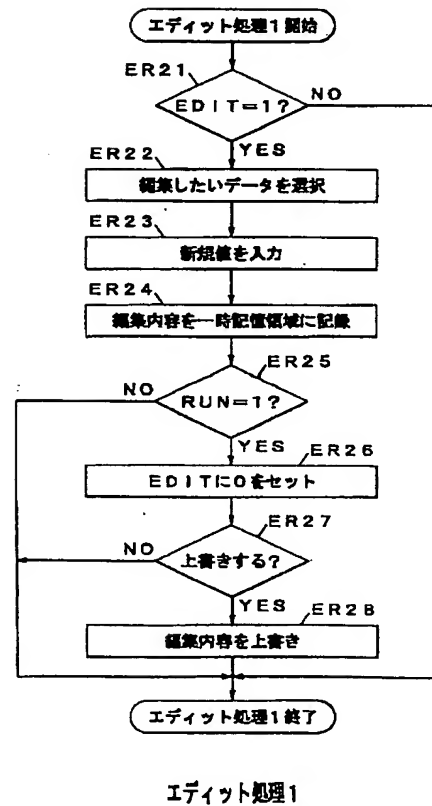 エディット処理1開始
ER21
EDIT=1?
NO
YES
ER22
編集したいデータを選択
ER23
新規値を入力
ER24
編集内容を一時記憶領域に記録
ER25
NO
RUN=1?
YES
ER26
EDITに0をセット
ER27
NO
上書きする?
YES
ER28
編集内容を上書き
エディット処理1終了
エディット処理1